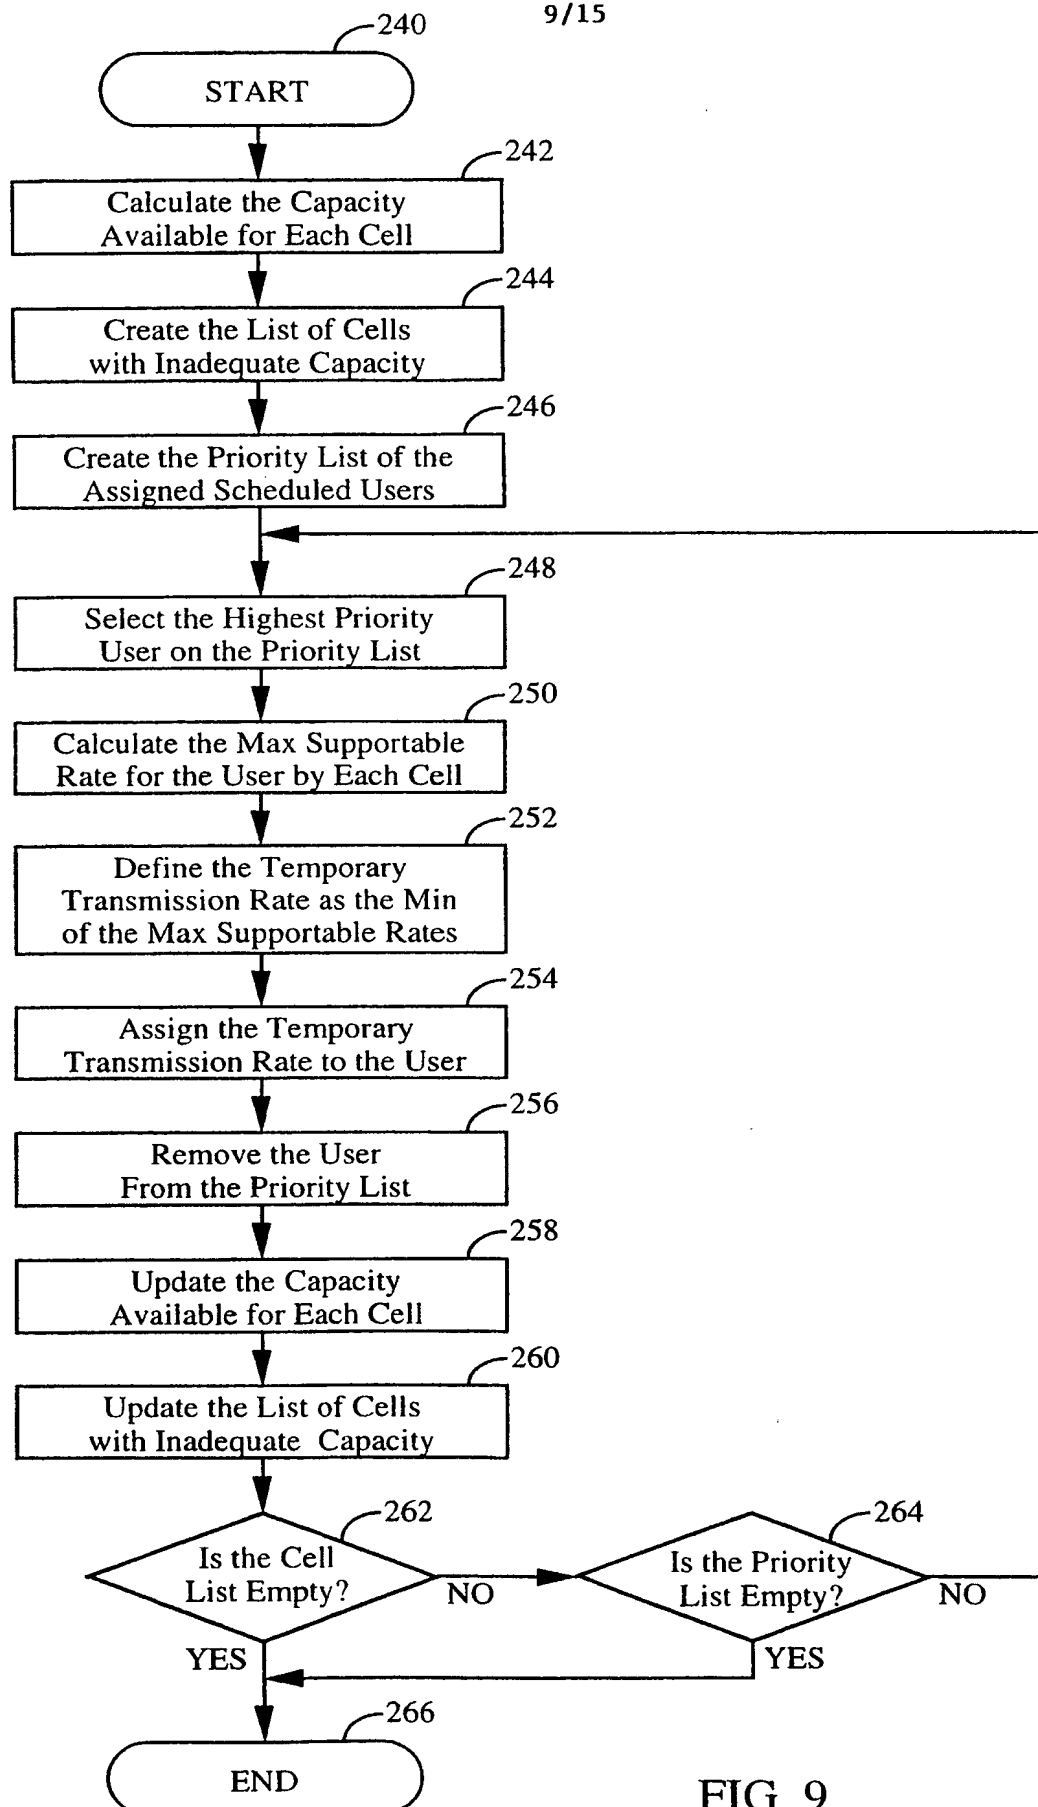 9/15
240
START
242
Calculate the Capacity
Available for Each Cell
244
Create the List of Cells
with Inadequate Capacity
246
Create the Priority List of the
Assigned Scheduled Users
248
Select the Highest Priority
User on the Priority List
250
Calculate the Max Supportable
Rate for the User by Each Cell
252
Define the Temporary
Transmission Rate as the Min
of the Max Supportable Rates
254
Assign the Temporary
Transmission Rate to the User
256
Remove the User
From the Priority List
258
Update the Capacity
Available for Each Cell
260
Update the List of Cells
with Inadequate Capacity
262
Is the Cell
List Empty?
NO
YES
264
Is the Priority
List Empty?
NO
YES
266
END
FIG. 9